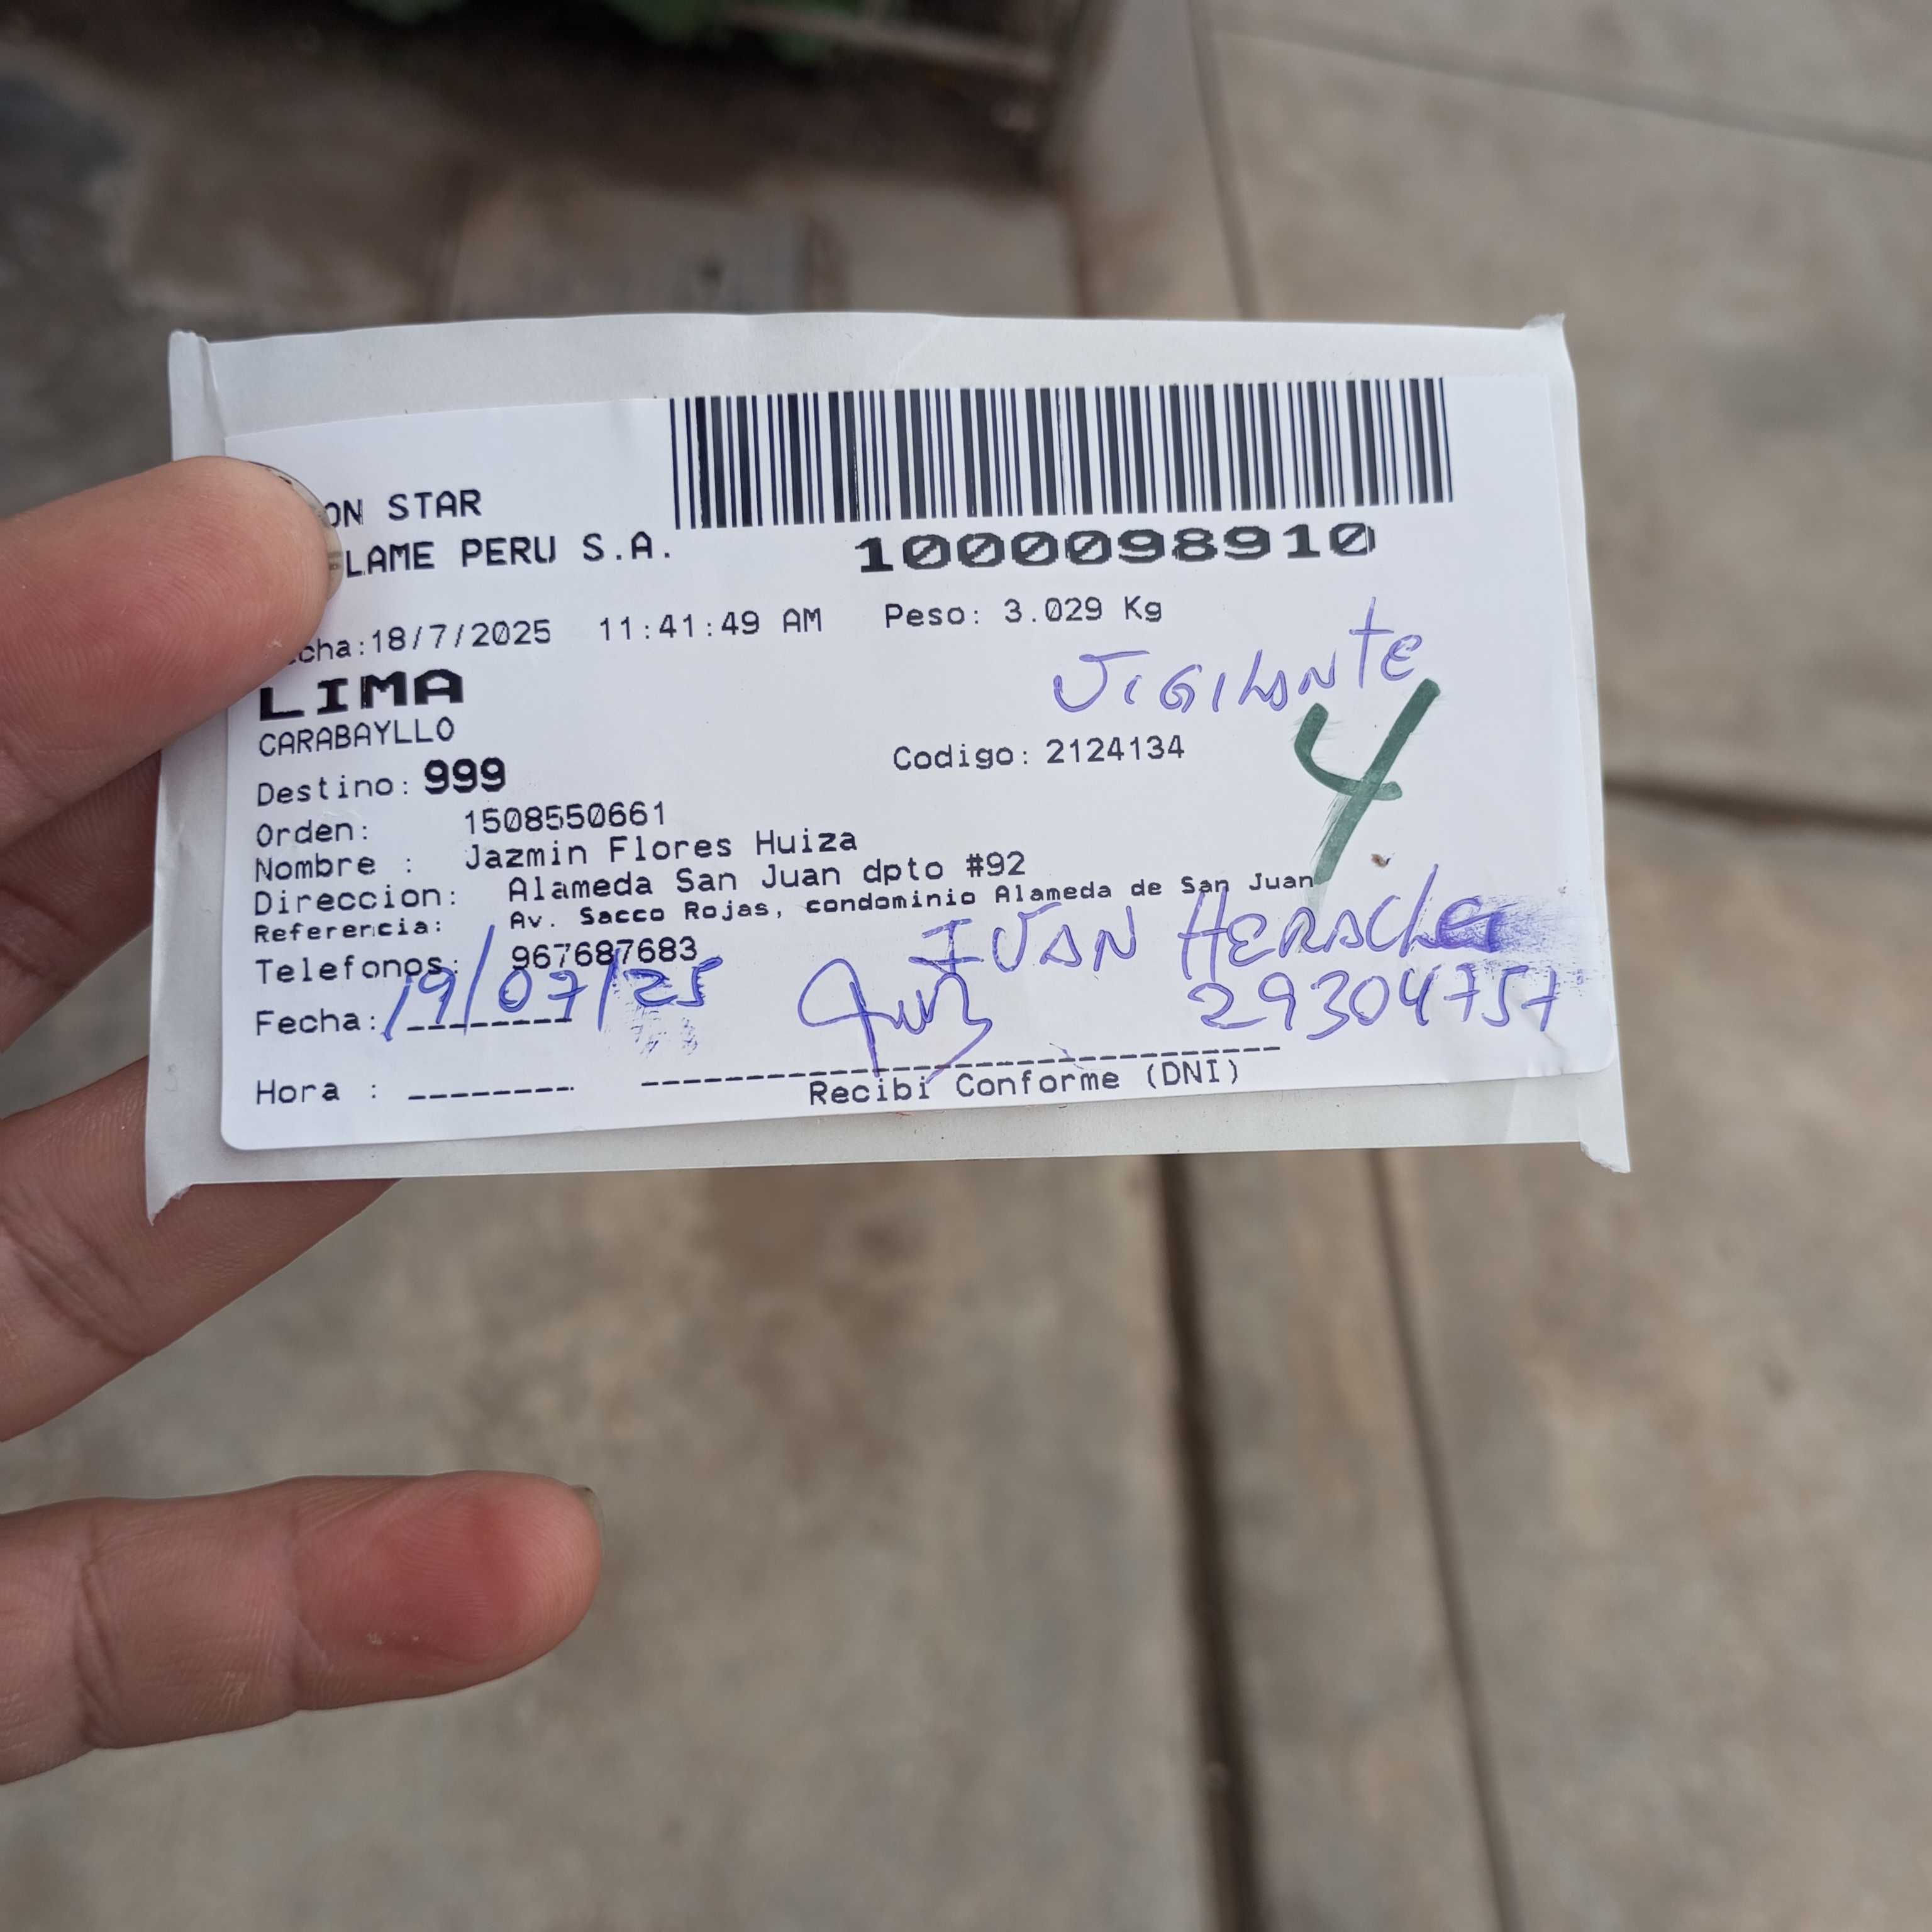 ON STAR
LAME PERU S.A.
1000098910
cha:18/7/2025 11:41:49 AM Peso: 3.029 Kg
VIGILANTE
LIMA
CARABAYLLO
4
Destino: 999 Codigo: 2124134
Orden: 1508550661
Nombre : Jazmin Flores Huiza
Direccion: Alameda San Juan dpto #92
Referencia: Av. Sacco Rojas, condominio Alameda de San Juan
Telefonos: 967687683
IVAN
29304757
Fecha: 19/07/25
Hora : --------
Recibi Conforme (DNI)